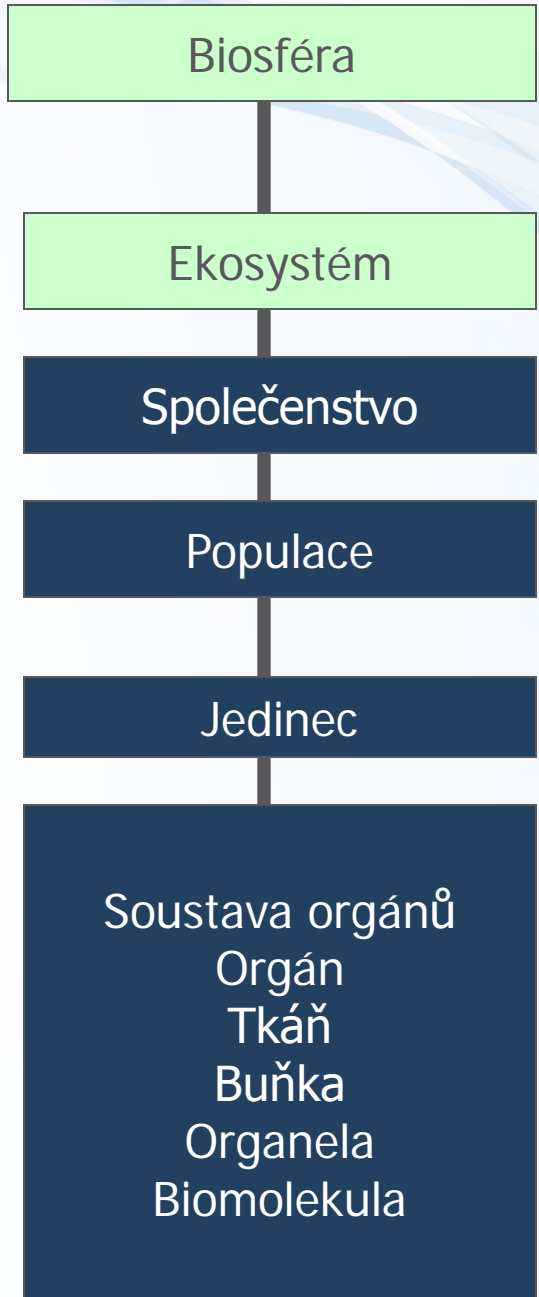 Biosféra
Ekosystém
Společenstvo
Populace
Jedinec
Soustava orgánů
Orgán
Tkáň
Buňka
Organela
Biomolekula